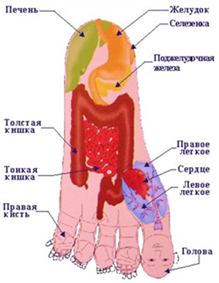 Печень
Желудок
Селезенка
Поджелудочная
железа
Толстая
кишка
Тонкая
кишка
Правая
кисть
Правое
легкое
Сердце
Левое
легкое
Голова